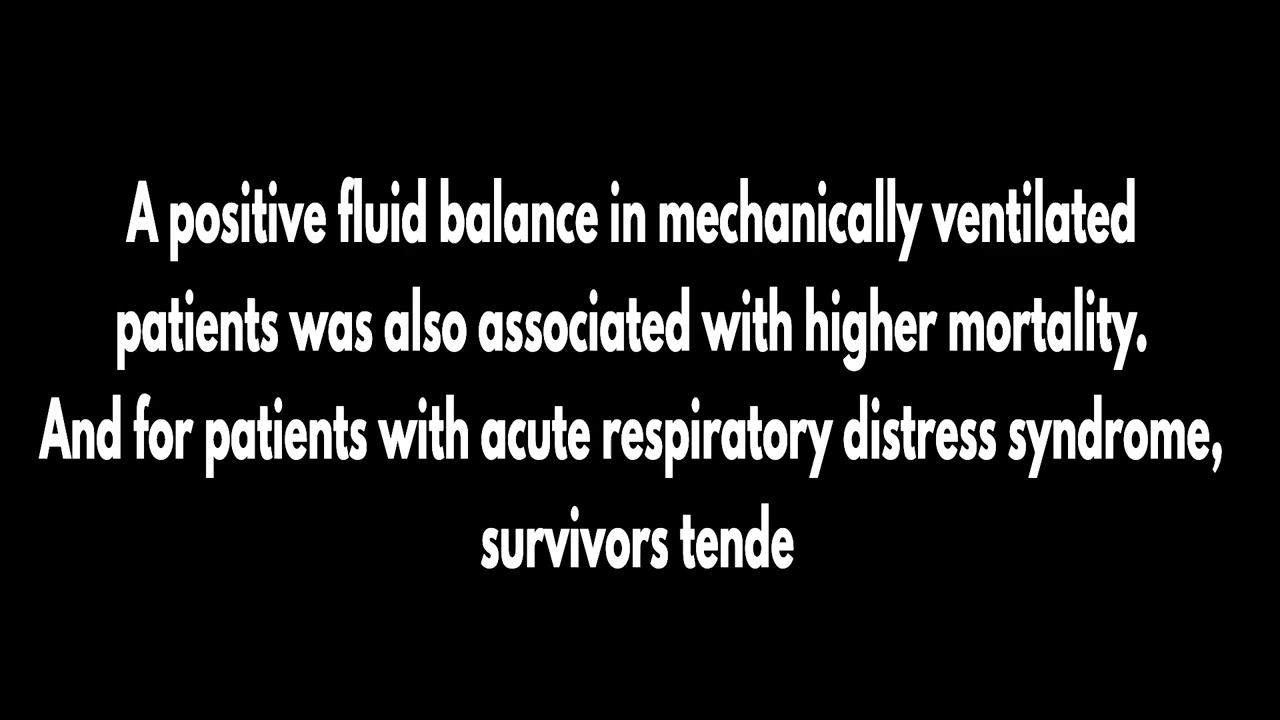 A positive fluid balance in mechanically ventilated
patients was also associated with higher mortality.
And for patients with acute respiratory distress syndrome,
survivors tende